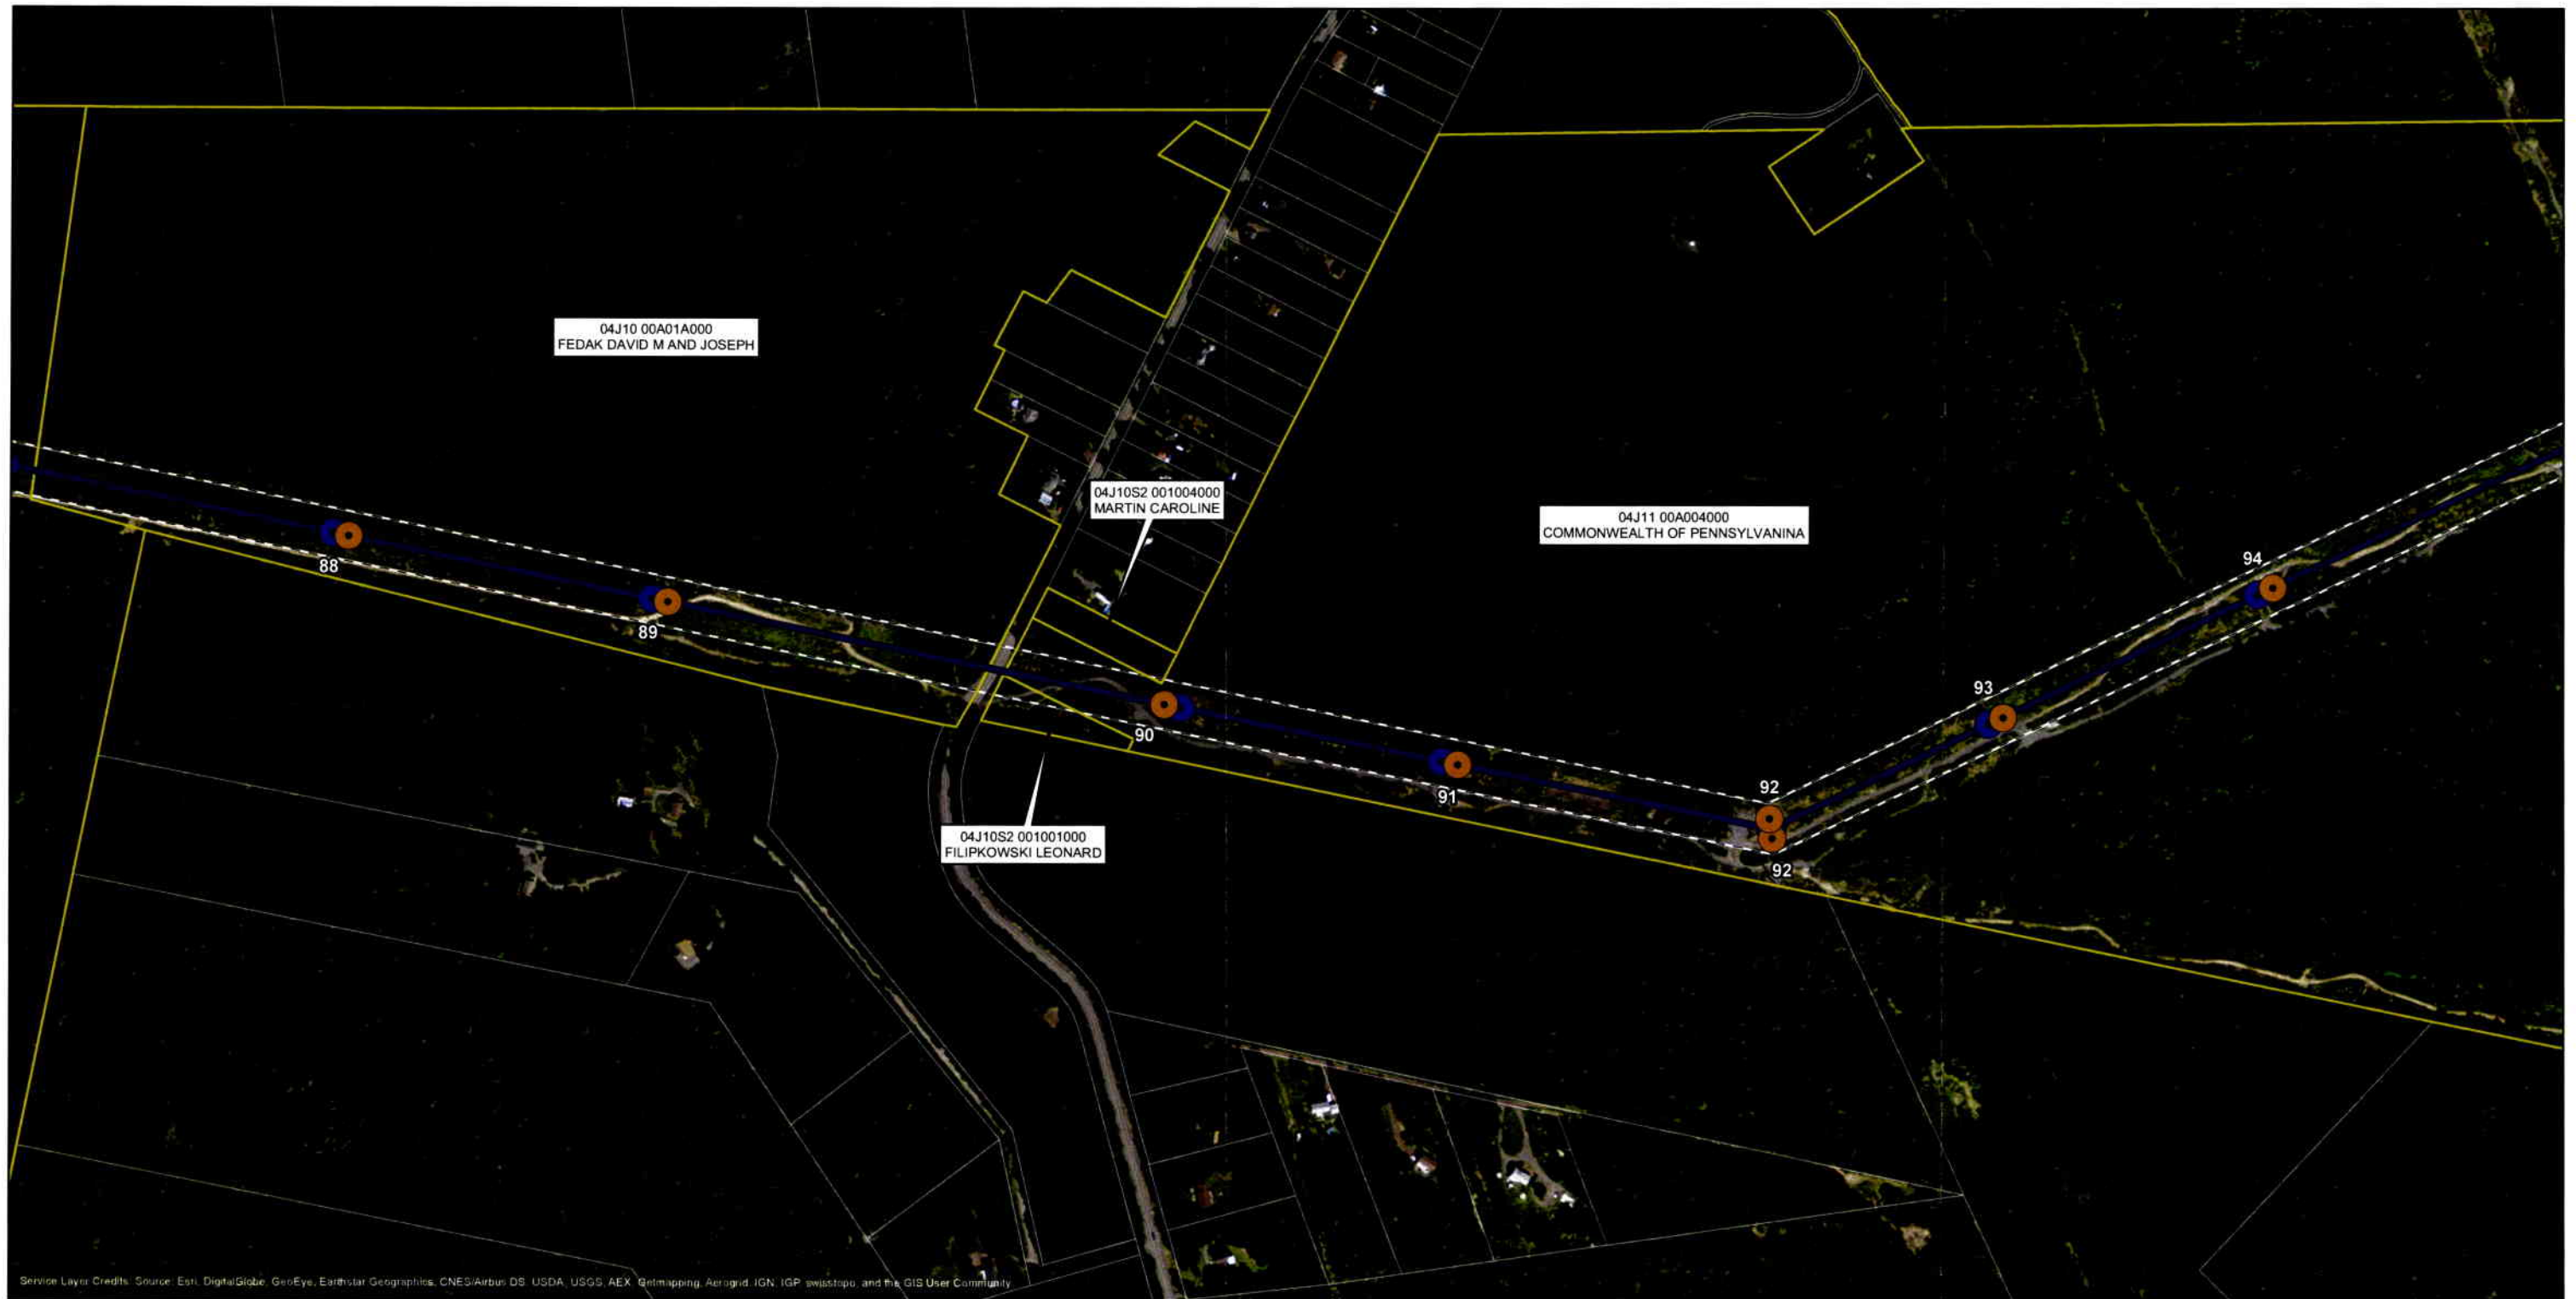 04J10 00A01A000
FEDAK DAVID M AND JOSEPH
04J10S2 001004000
MARTIN CAROLINE
04J11 00A004000
COMMONWEALTH OF PENNSYLVANINA
88
89
94
93
90
92
91
04J10S2 001001000
FILIPKOWSKI LEONARD
92
Service Layer Credits: Source: Esri, DigitalGlobe, GeoEye, Earthstar Geographics, CNES/Airbus DS, USDA, USGS, AEX, Getmapping, Aerogrid, IGN, IGP, swisstopo, and the GIS User Community